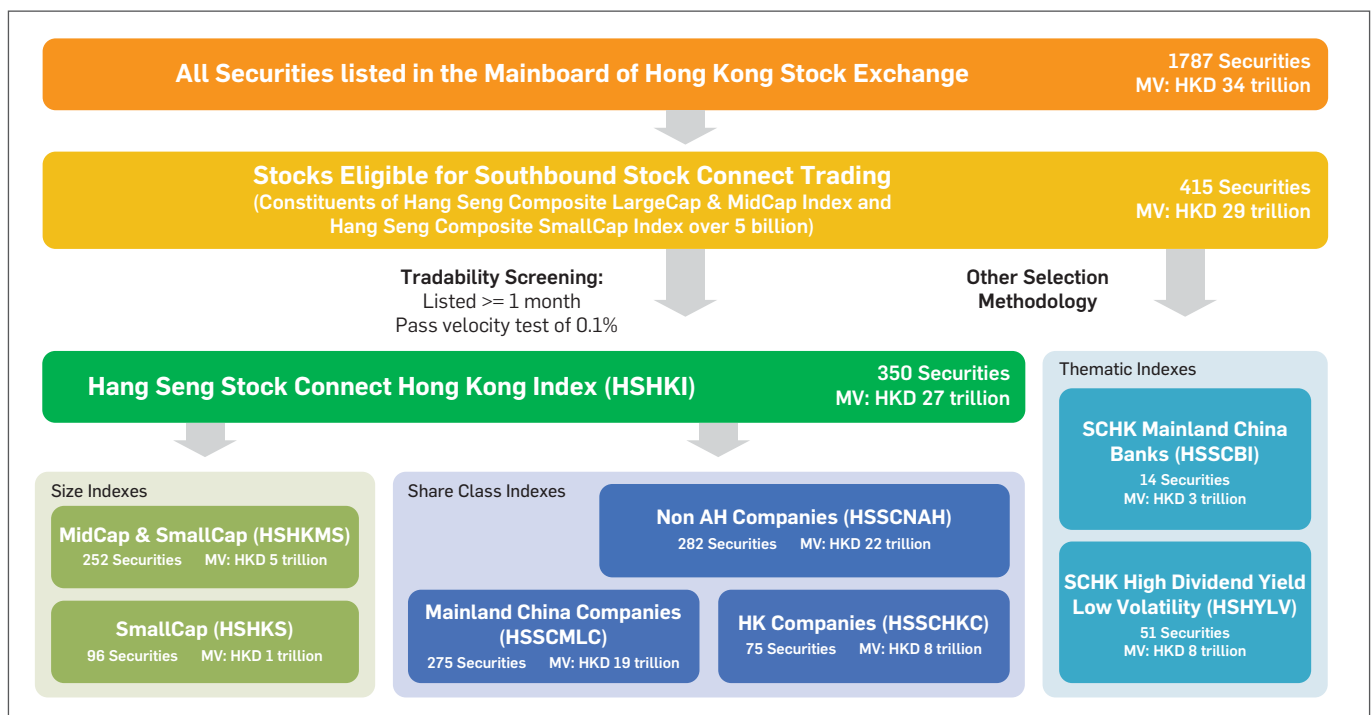 All Securities listed in the Mainboard of Hong Kong Stock Exchange
1787 Securities
MV: HKD 34 trillion
Stocks Eligible for Southbound Stock Connect Trading
(Constituents of Hang Seng Composite LargeCap & MidCap Index and
Hang Seng Composite SmallCap Index over 5 billion)
415 Securities
MV: HKD 29 trillion
Tradability Screening:
Listed >= 1 month
Pass velocity test of 0.1%
Other Selection
Methodology
Hang Seng Stock Connect Hong Kong Index (HSHKI)
350 Securities
MV: HKD 27 trillion
Size Indexes
MidCap & SmallCap (HSHKMS)
252 Securities MV: HKD 5 trillion
SmallCap (HSHKS)
96 Securities MV: HKD 1 trillion
Share Class Indexes
Non AH Companies (HSSCNAH)
282 Securities MV: HKD 22 trillion
Mainland China Companies
(HSSCMLC)
275 Securities MV: HKD 19 trillion
HK Companies (HSSCHKC)
75 Securities MV: HKD 8 trillion
Thematic Indexes
SCHK Mainland China
Banks (HSSCBI)
14 Securities
MV: HKD 3 trillion
SCHK High Dividend Yield
Low Volatility (HSHYLV)
51 Securities
MV: HKD 8 trillion